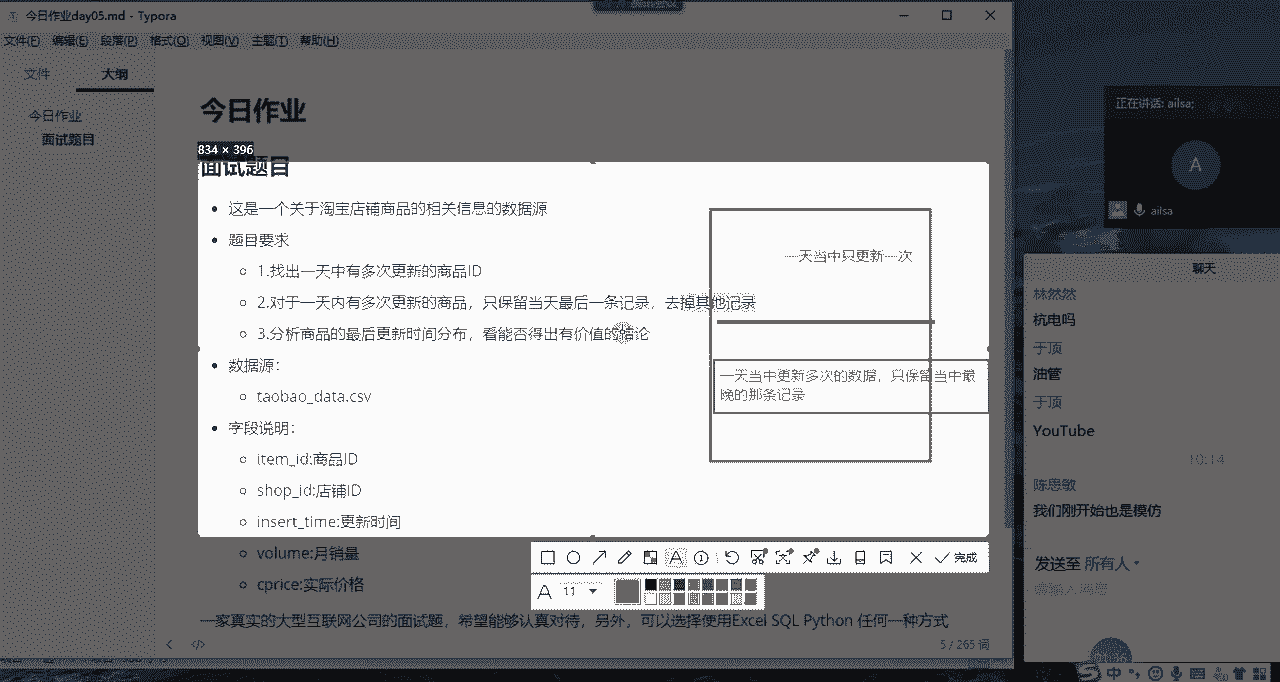 今日作业day05.md - Typora
文件(F) 编辑(E) 段落(P) 格式(O) 视图(V) 主题(T) 帮助(H)
文件 大纲
今日作业
面试题目
今日作业
834 × 396
面试题目
这是一个关于淘宝店铺商品的相关信息的数据源
题目要求
1.找出一天中有多次更新的商品ID
2.对于一天内有多次更新的商品，只保留当天最后一条记录，去掉其他记录
3.分析商品的最后更新时间分布，看能否得出有价值的结论
数据源：
taobao_data.csv
字段说明：
item_id:商品ID
shop_id:店铺ID
insert_time:更新时间
volume:月销量
cprice:实际价格
一家真实的大型互联网公司的面试题，希望能够认真对待，另外，可以选择使用Excel SQL Python 任何一种方式
一天当中只更新一次
一天当中更新多次的数据，只保留当中最
晚的那条记录
完成
A 11
5 / 265 词
正在讲话: ailsa;
A
ailsa
聊天
林然然
杭电吗
于顶
油管
于顶
YouTube
10:14
陈思敏
我们刚开始也是模仿
发送至 所有人
请输入消息
中